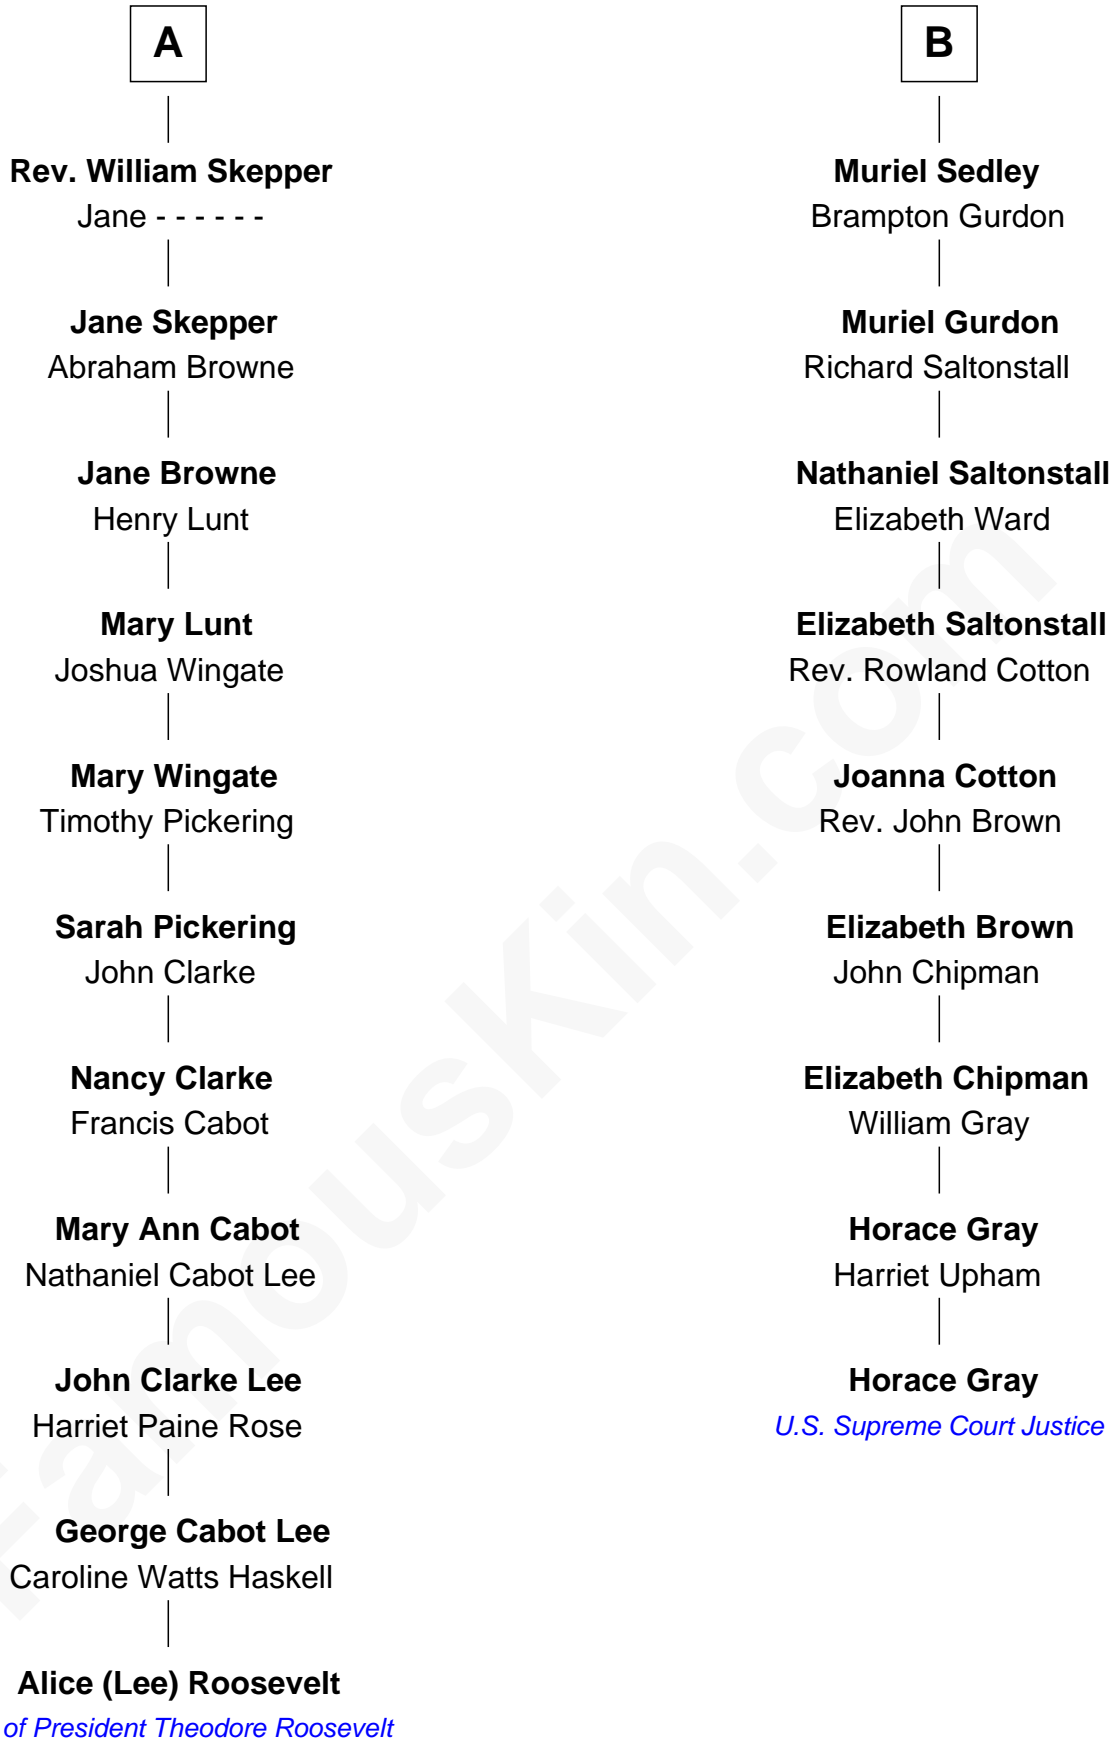 A
Rev. William Skepper
Jane - - - - - -
Jane Skepper
Abraham Browne
Jane Browne
Henry Lunt
Mary Lunt
Joshua Wingate
Mary Wingate
Timothy Pickering
Sarah Pickering
John Clarke
Nancy Clarke
Francis Cabot
Mary Ann Cabot
Nathaniel Cabot Lee
John Clarke Lee
Harriet Paine Rose
George Cabot Lee
Caroline Watts Haskell
Alice (Lee) Roosevelt
of President Theodore Roosevelt
B
Muriel Sedley
Brampton Gurdon
Muriel Gurdon
Richard Saltonstall
Nathaniel Saltonstall
Elizabeth Ward
Elizabeth Saltonstall
Rev. Rowland Cotton
Joanna Cotton
Rev. John Brown
Elizabeth Brown
John Chipman
Elizabeth Chipman
William Gray
Horace Gray
Harriet Upham
Horace Gray
U.S. Supreme Court Justice
FamousKin.com